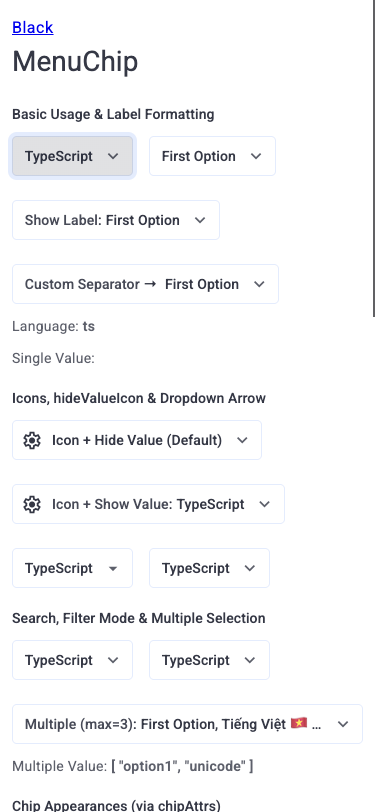 Black
MenuChip
Basic Usage & Label Formatting
TypeScript First Option
Show Label: First Option
Custom Separator → First Option
Language: ts
Single Value:
Icons, hideValueIcon & Dropdown Arrow
Icon + Hide Value (Default)
Icon + Show Value: TypeScript
TypeScript TypeScript
Search, Filter Mode & Multiple Selection
TypeScript TypeScript
Multiple (max=3): First Option, Tiếng Việt 🇻🇳 ...
Multiple Value: [ "option1", "unicode" ]
Chip Appearances (via chipAttrs)